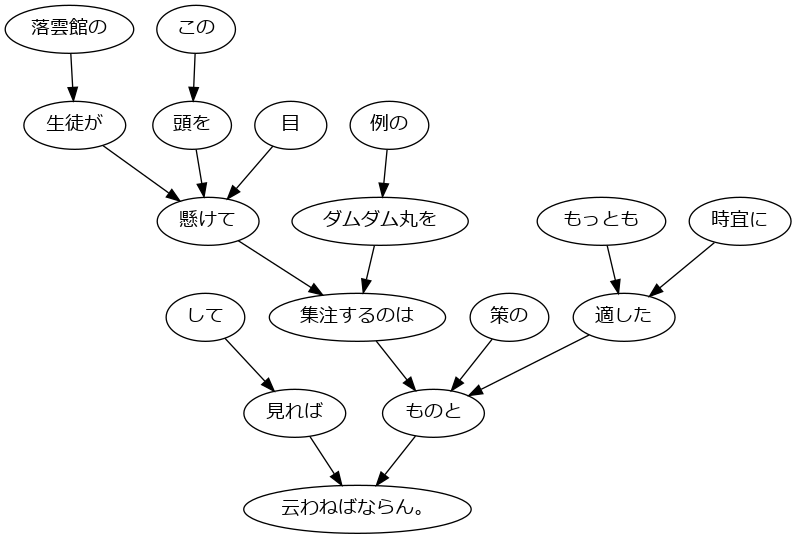 落雲館の
この
生徒が
頭を
目
例の
懸けて
ダムダム丸を
もっとも
時宜に
して
集注するのは
策の
適した
見れば
ものと
云わねばならん。